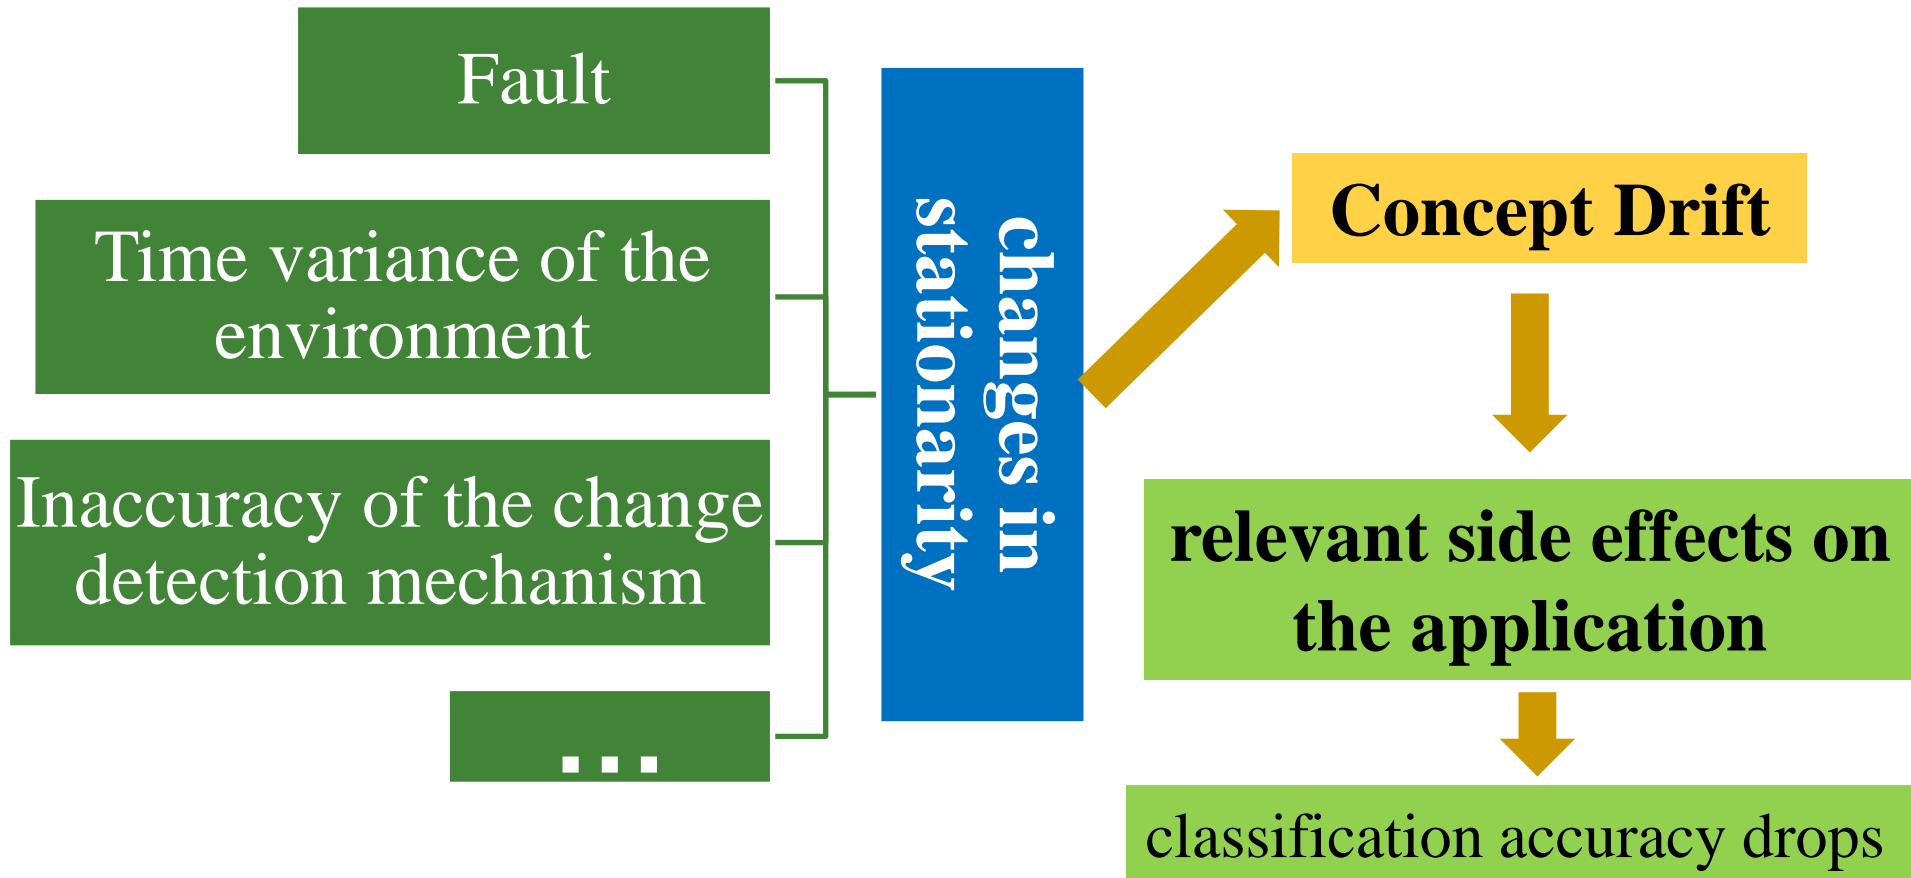 Fault
Time variance of the
environment
Inaccuracy of the change
detection mechanism
...
changes in
stationarity
Concept Drift
relevant side effects on
the application
classification accuracy drops